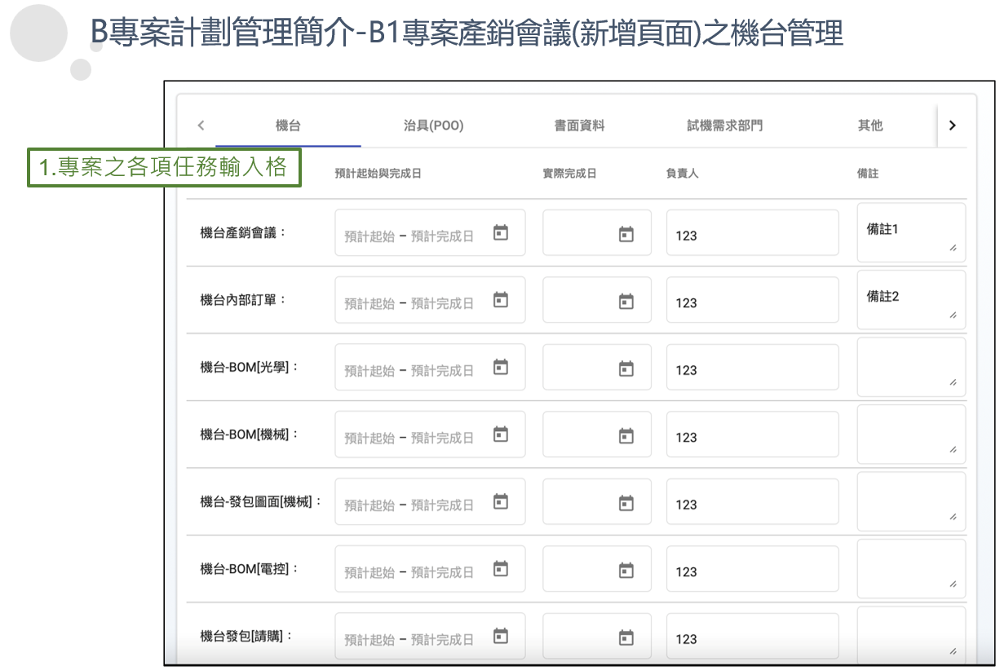 B專案計劃管理簡介-B1專案產銷會議(新增頁面)之機台管理
機台 治具(POO) 書面資料 試機需求部門 其他
1.專案之各項任務輸入格
預計起始與完成日 實際完成日 負責人 備註
機台產銷會議： 預計起始 – 預計完成日 123 備註1
機台內部訂單： 預計起始 – 預計完成日 123 備註2
機台-BOM[光學]： 預計起始 – 預計完成日 123
機台-BOM[機械]： 預計起始 – 預計完成日 123
機台-發包圖面[機械]： 預計起始 – 預計完成日 123
機台-BOM[電控]： 預計起始 – 預計完成日 123
機台發包[請購]： 預計起始 – 預計完成日 123